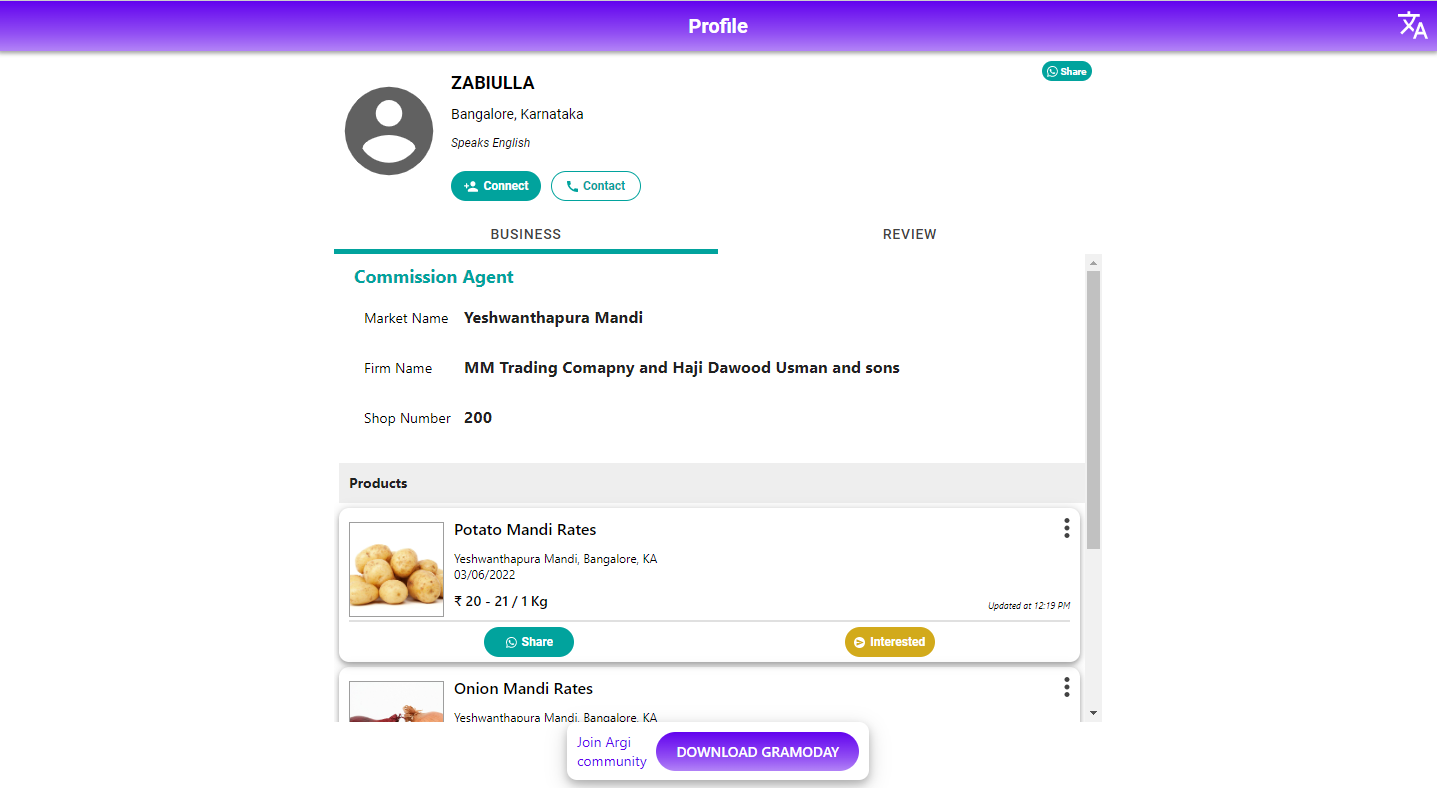 Profile
ZABIULLA
Share
Bangalore, Karnataka
Speaks English
Connect
Contact
BUSINESS
REVIEW
Commission Agent
Market Name Yeshwanthapura Mandi
Firm Name MM Trading Comapny and Haji Dawood Usman and sons
Shop Number 200
Products
Potato Mandi Rates
Yeshwanthapura Mandi, Bangalore, KA
03/06/2022
₹ 20 - 21 / 1 Kg
Updated at 12:19 PM
Share
Interested
Onion Mandi Rates
Yeshwanthapura Mandi, Bangalore, KA
Join Argi
community
DOWNLOAD GRAMODAY